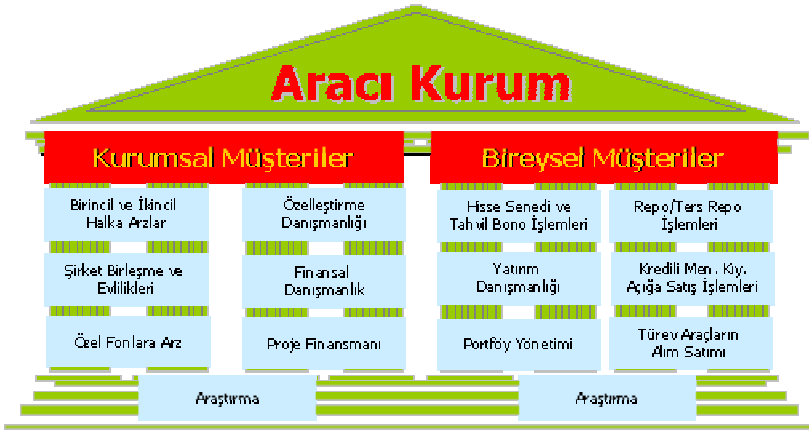 Aracı Kurum
Kurumsal Müşteriler
Birincil ve İkincil
Halka Arzlar
Özelleştirme
Danışmanlığı
Şirket Birleşme ve
Evlilikleri
Finansal
Danışmanlık
Özel Fonlara Arz
Proje Finansmanı
Araştırma
Bireysel Müşteriler
Hisse Senedi ve
Tahvil Bono İşlemleri
Repo/Ters Repo
İşlemleri
Yatırım
Danışmanlığı
Kredili Men. Kıy.
Açığa Satış İşlemleri
Portföy Yönetimi
Türev Araçların
Alım Satımı
Araştırma